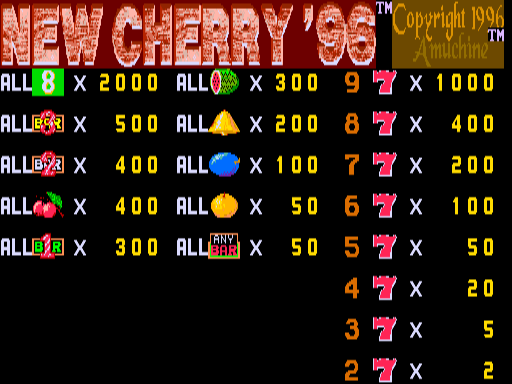 NEW CHERRY '96 TM Copyright 1996
Amuchine TM
ALL 8 X 2000 ALL X 300 9 7 X 1000
ALL BAR 3 X 500 ALL X 200 8 7 X 400
ALL BAR 2 X 400 ALL X 100 7 7 X 200
ALL X 400 ALL X 50 6 7 X 100
ALL BAR 1 X 300 ALL ANY BAR X 50 5 7 X 50
4 7 X 20
3 7 X 5
2 7 X 2